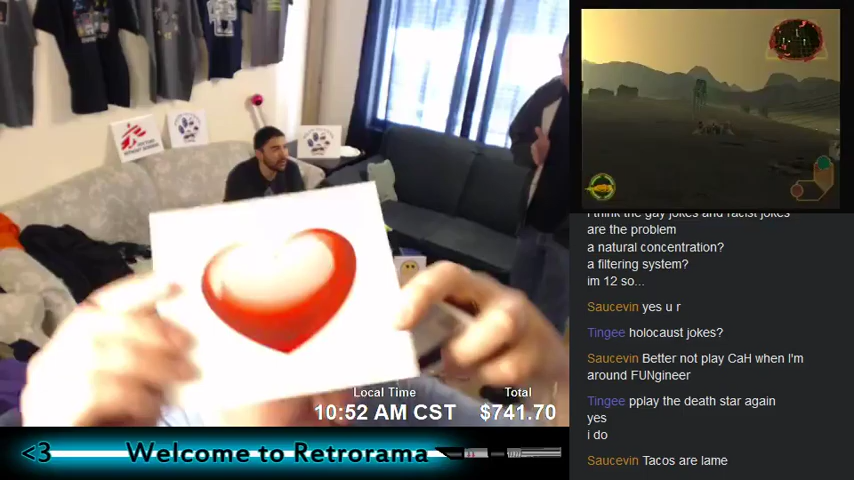 Local Time
Total
10:52 AM CST
$741.70
<3
Welcome to Retrorama
i think the gay jokes and racist jokes
are the problem
a natural concentration?
a filtering system?
im 12 so...
Saucevin yes u r
Tingee holocaust jokes?
Saucevin Better not play CaH when I'm
around FUNgineer
Tingee pplay the death star again
yes
i do
Saucevin Tacos are lame